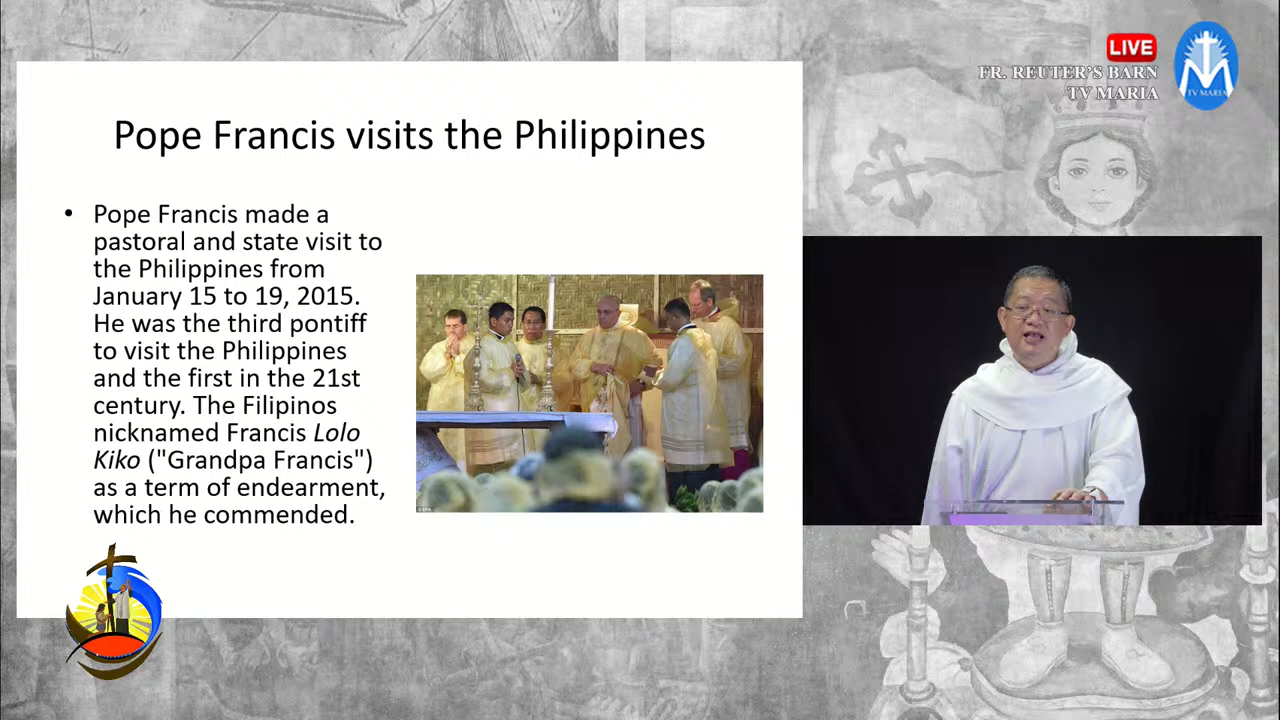 LIVE
FR. REUTER'S BARN
TV MARIA
TV MARIA
Pope Francis visits the Philippines
• Pope Francis made a
pastoral and state visit to
the Philippines from
January 15 to 19, 2015.
He was the third pontiff
to visit the Philippines
and the first in the 21st
century. The Filipinos
nicknamed Francis Lolo
Kiko ("Grandpa Francis")
as a term of endearment,
which he commended.